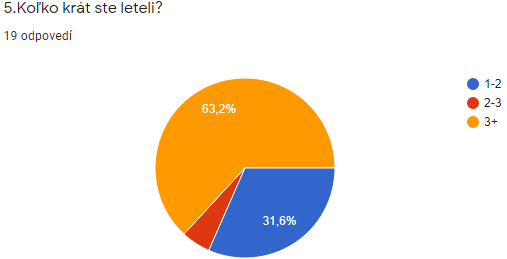 5.Koľko krát ste leteli?
19 odpovedí
63,2%
31,6%
1-2
2-3
3+